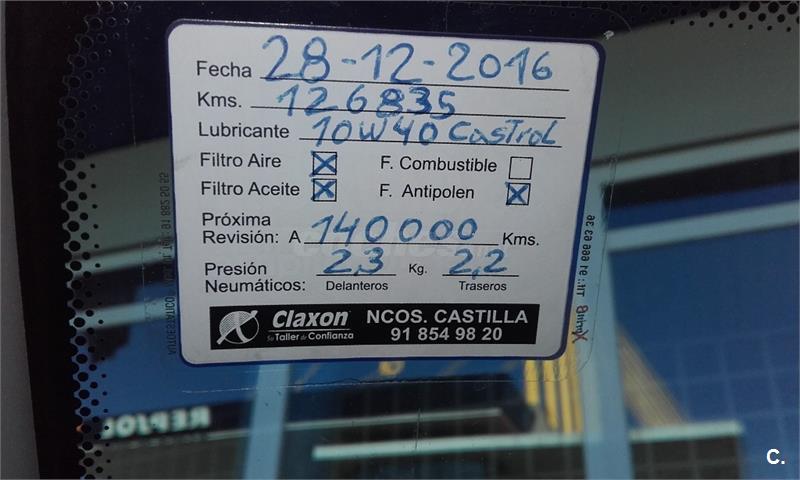 Fecha 28-12-2016
Kms. 126835
Lubricante 10W40 CasTroL
Filtro Aire F. Combustible
Filtro Aceite F. Antipolen
Próxima
Revisión: A 140000 Kms.
Presión 2,3 Kg. 2,2
Neumáticos: Delanteros Traseros
Claxon NCOS. CASTILLA
Su Taller de Confianza 91 854 98 20
REPSOL
C.